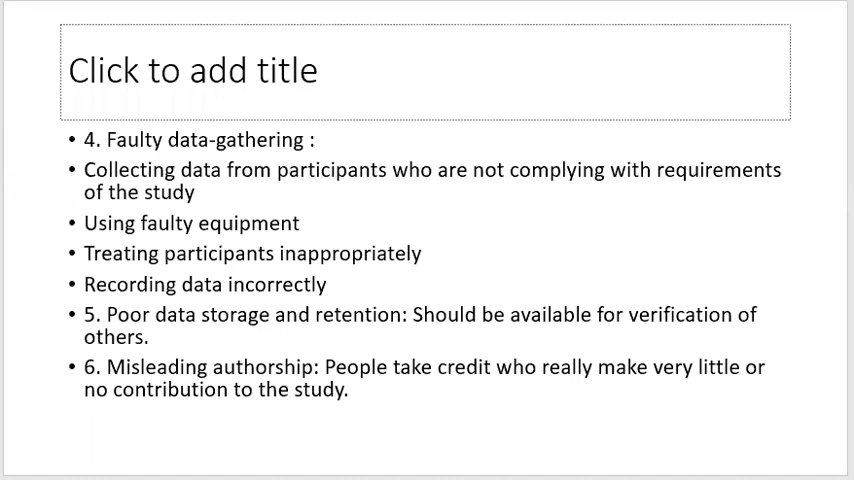 Click to add title
• 4. Faulty data-gathering :
• Collecting data from participants who are not complying with requirements
of the study
• Using faulty equipment
• Treating participants inappropriately
• Recording data incorrectly
• 5. Poor data storage and retention: Should be available for verification of
others.
• 6. Misleading authorship: People take credit who really make very little or
no contribution to the study.